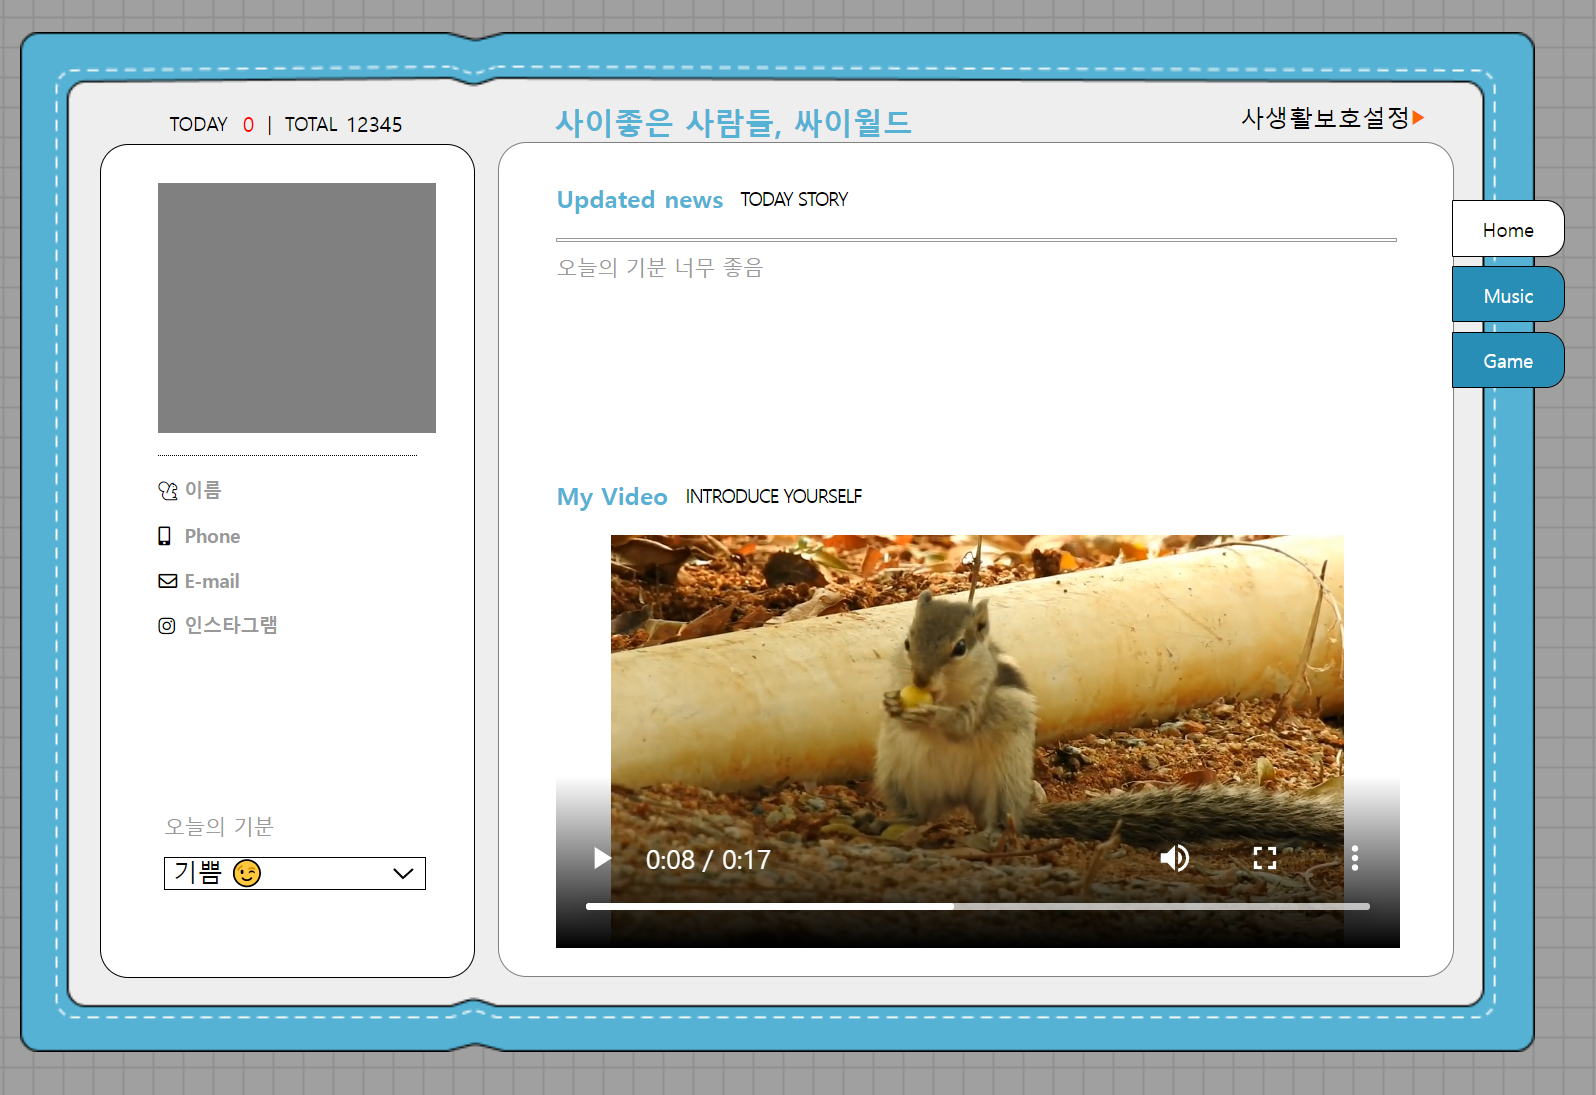 TODAY 0 | TOTAL 12345
사이좋은 사람들, 싸이월드
사생활보호설정▶
이름
Phone
E-mail
인스타그램
오늘의 기분
기쁨 😉
Updated news TODAY STORY
오늘의 기분 너무 좋음
My Video INTRODUCE YOURSELF
0:08 / 0:17
Home
Music
Game